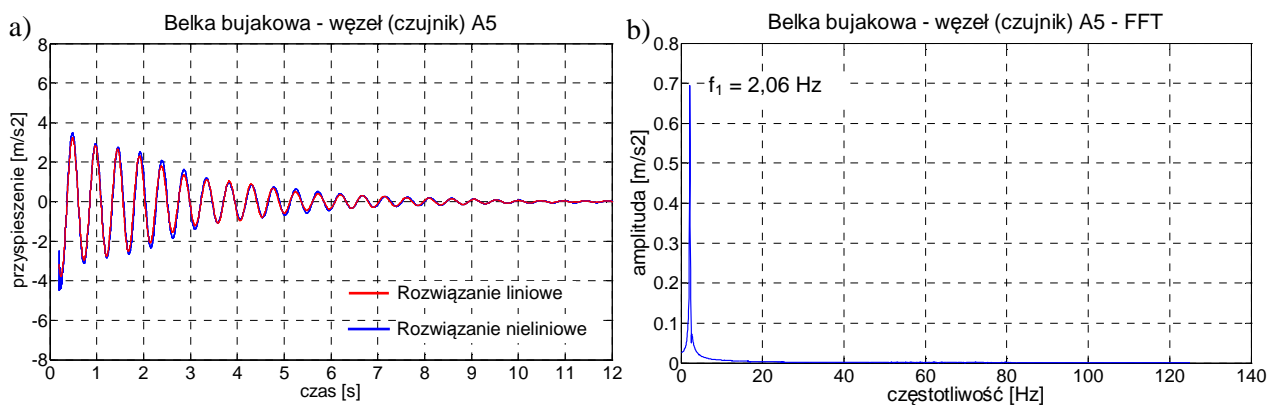 a)
Belka bujakowa - węzeł (czujnik) A5
8
6
4
2
0
-2
-4
-6
-8
przyspieszenie [m/s2]
Rozwiązanie liniowe
Rozwiązanie nieliniowe
0 1 2 3 4 5 6 7 8 9 10 11 12
czas [s]
b)
Belka bujakowa - węzeł (czujnik) A5 - FFT
0.8
0.7
0.6
0.5
0.4
0.3
0.2
0.1
0
amplituda [m/s2]
f₁ = 2,06 Hz
0 20 40 60 80 100 120 140
częstotliwość [Hz]